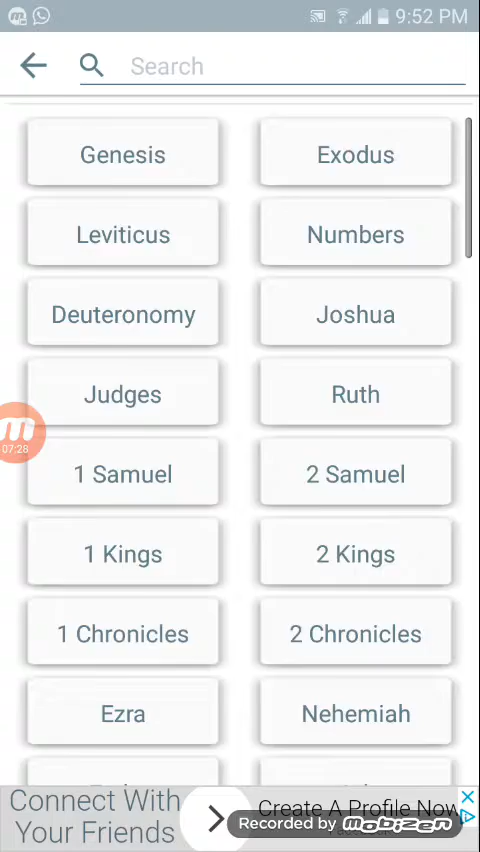 9:52 PM
Search
Genesis
Exodus
Leviticus
Numbers
Deuteronomy
Joshua
Judges
Ruth
07:28
1 Samuel
2 Samuel
1 Kings
2 Kings
1 Chronicles
2 Chronicles
Ezra
Nehemiah
Connect With
Your Friends
Create A Profile Now
Recorded by mobizen